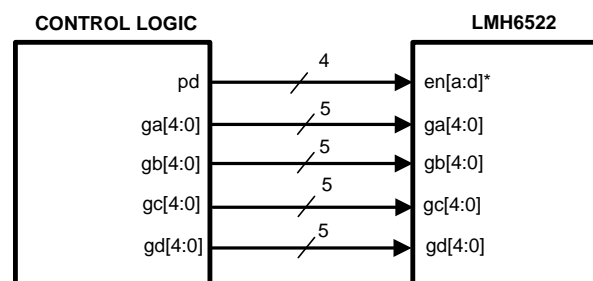 CONTROL LOGIC LMH6522
pd 4 en[a:d]*
ga[4:0] 5 ga[4:0]
gb[4:0] 5 gb[4:0]
gc[4:0] 5 gc[4:0]
gd[4:0] 5 gd[4:0]